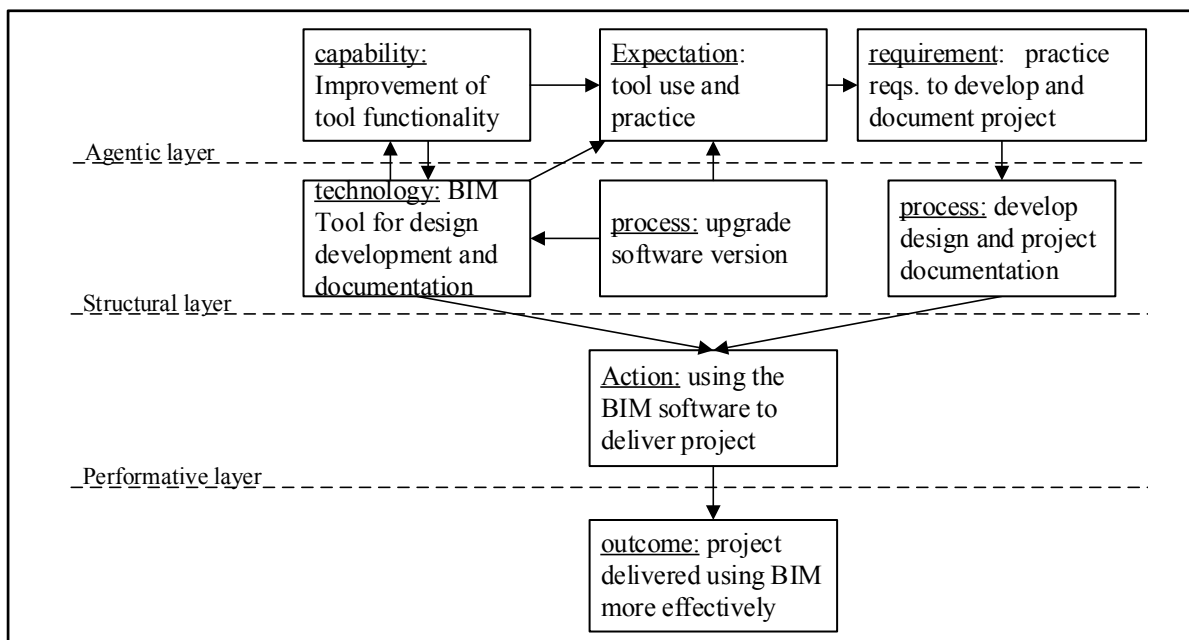 capability:
Improvement of
tool functionality
Expectation:
tool use and
practice
requirement: practice
reqs. to develop and
document project
Agentic layer
technology: BIM
Tool for design
development and
documentation
process: upgrade
software version
process: develop
design and project
documentation
Structural layer
Action: using the
BIM software to
deliver project
Performative layer
outcome: project
delivered using BIM
more effectively